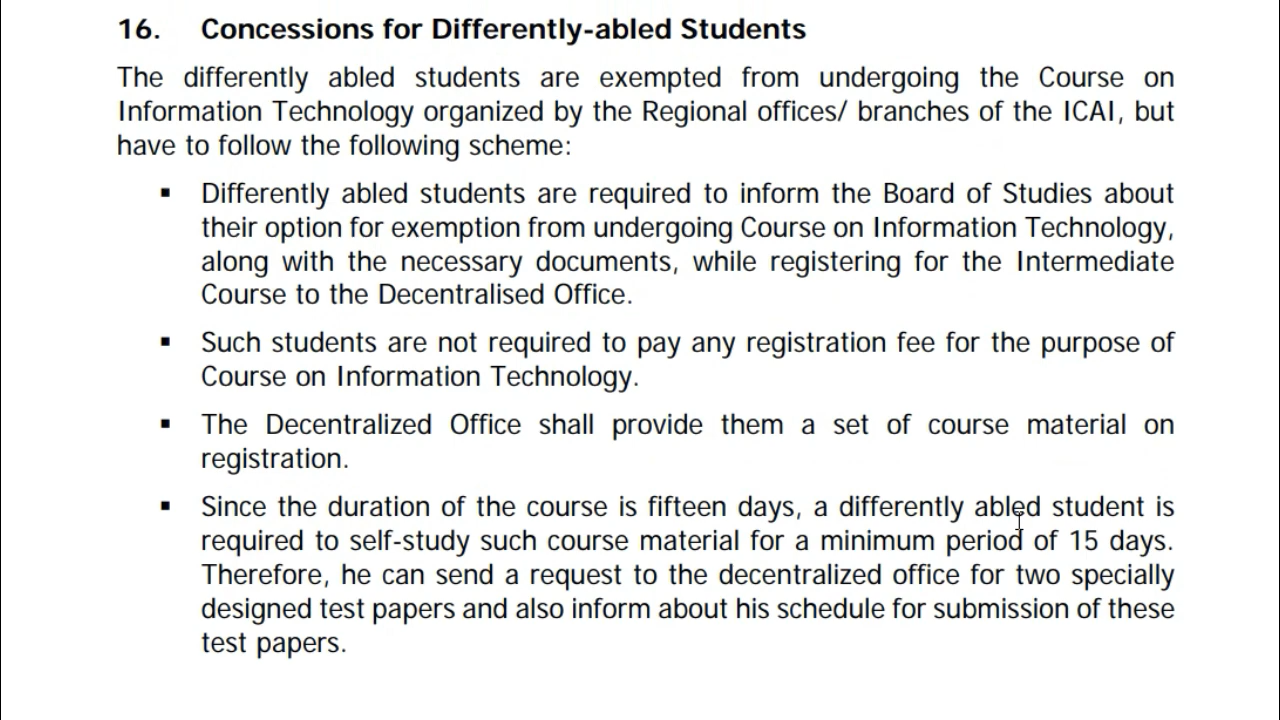 16. Concessions for Differently-abled Students
The differently abled students are exempted from undergoing the Course on
Information Technology organized by the Regional offices/ branches of the ICAI, but
have to follow the following scheme:
▪ Differently abled students are required to inform the Board of Studies about
their option for exemption from undergoing Course on Information Technology,
along with the necessary documents, while registering for the Intermediate
Course to the Decentralised Office.
▪ Such students are not required to pay any registration fee for the purpose of
Course on Information Technology.
▪ The Decentralized Office shall provide them a set of course material on
registration.
▪ Since the duration of the course is fifteen days, a differently abled student is
required to self-study such course material for a minimum period of 15 days.
Therefore, he can send a request to the decentralized office for two specially
designed test papers and also inform about his schedule for submission of these
test papers.